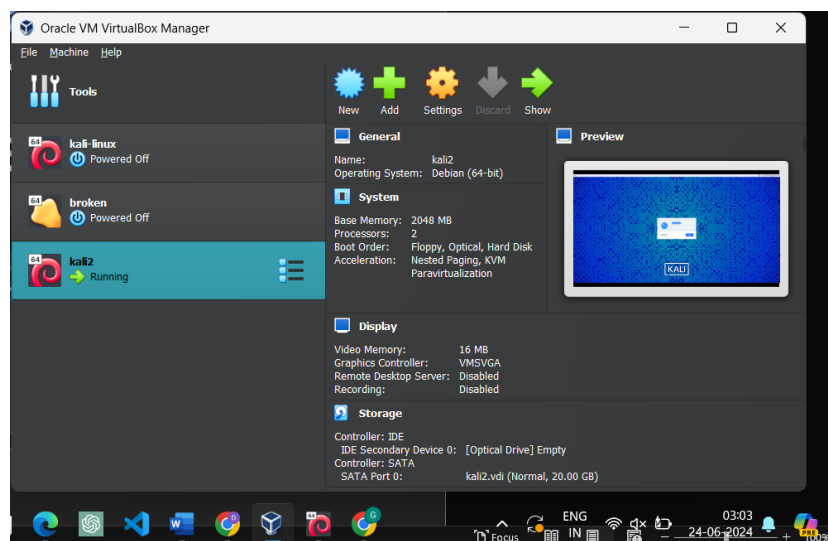 Oracle VM VirtualBox Manager
File Machine Help
Tools
New Add Settings Discard Show
64
kali-linux
Powered Off
64
broken
Powered Off
64
kali2
Running
General
Name: kali2
Operating System: Debian (64-bit)
System
Base Memory: 2048 MB
Processors: 2
Boot Order: Floppy, Optical, Hard Disk
Acceleration: Nested Paging, KVM
Paravirtualization
Preview
KALI
Display
Video Memory: 16 MB
Graphics Controller: VMSVGA
Remote Desktop Server: Disabled
Recording: Disabled
Storage
Controller: IDE
IDE Secondary Device 0: [Optical Drive] Empty
Controller: SATA
SATA Port 0: kali2.vdi (Normal, 20.00 GB)
ENG
IN
03:03
24-06-2024
Focus
PRE